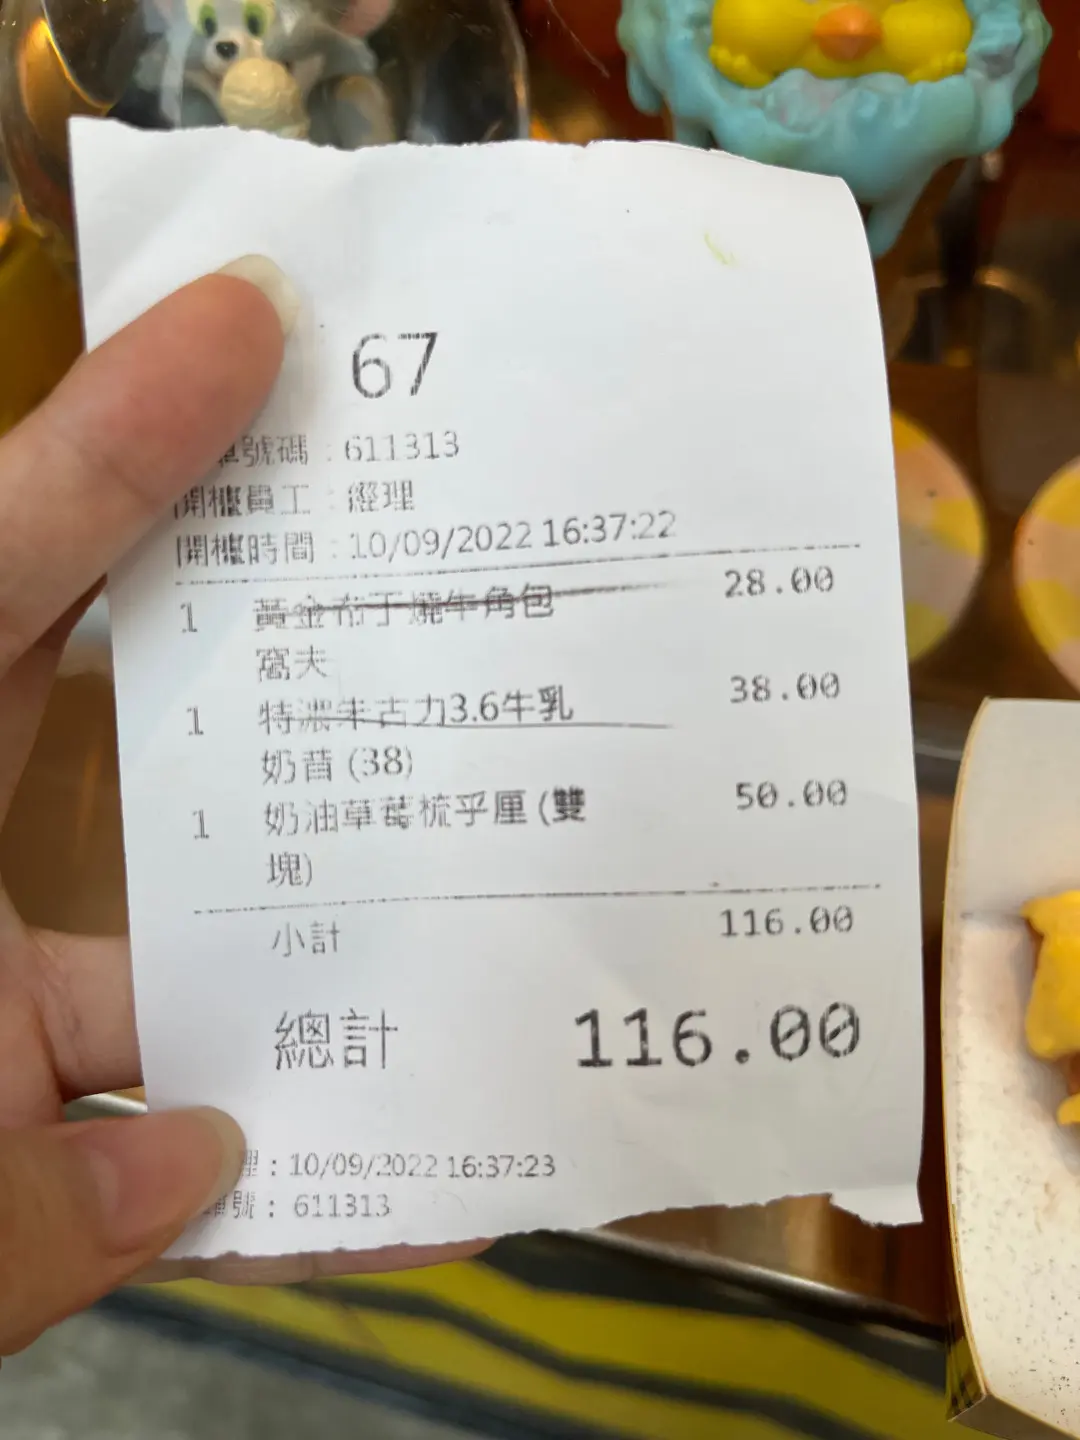 67
單號碼 : 611313
開檯員工 : 經理
開檯時間 : 10/09/2022 16:37:22
1 黃金布丁燒牛角包 28.00
窩夫
1 特濃朱古力3.6牛乳 38.00
奶昔 (38)
1 奶油草莓梳乎厘 (雙 50.00
塊)
小計 116.00
總計 116.00
理 : 10/09/2022 16:37:23
單號 : 611313